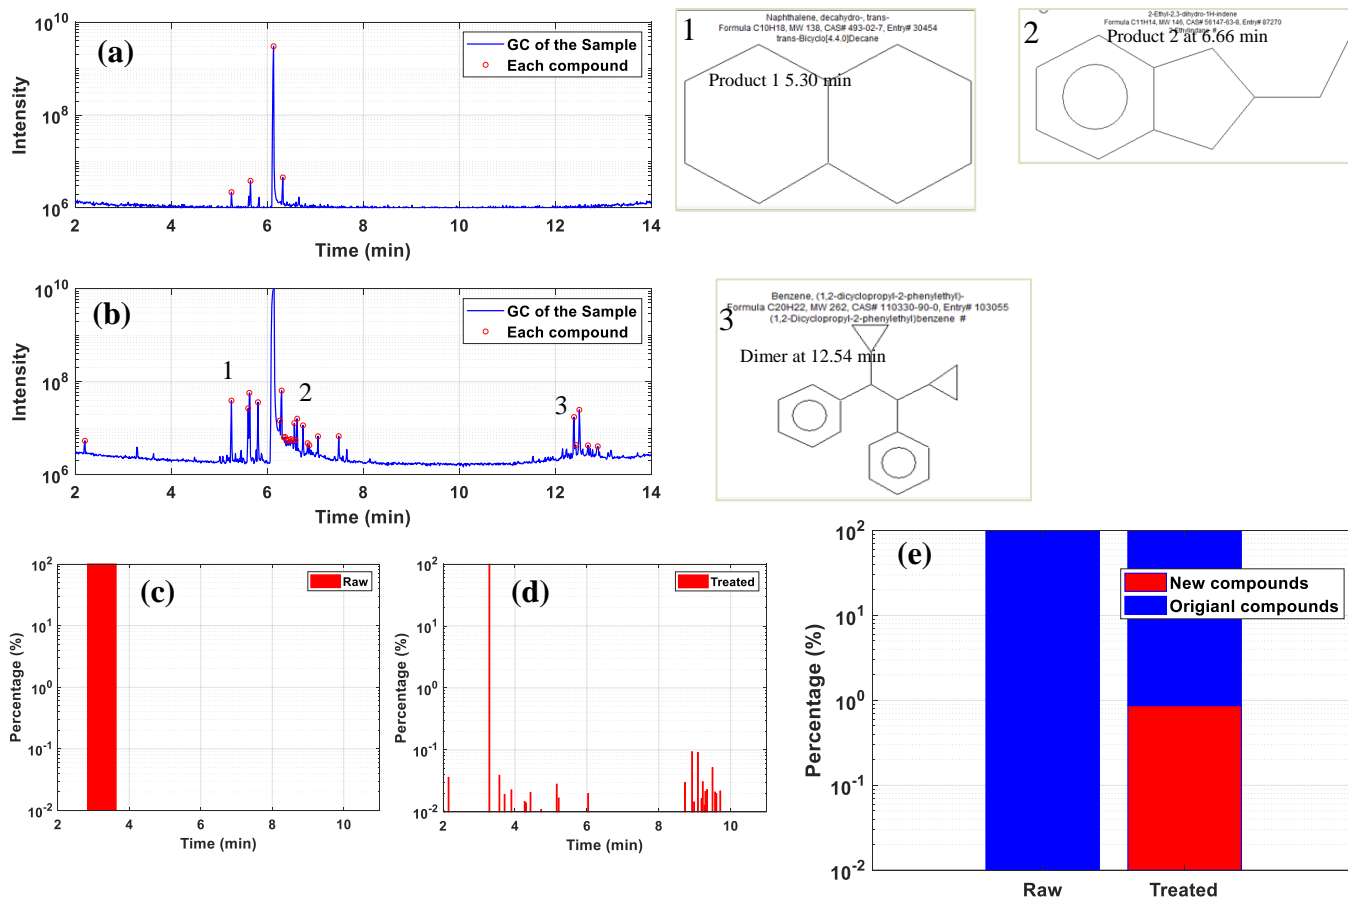 (a)
GC of the Sample
Each compound
Intensity
10^10
10^8
10^6
2 4 6 8 10 12 14
Time (min)
1
Naphthalene, decahydro-, trans-
Formula C10H18, MW 138, CAS# 493-02-7, Entry# 30454
trans-Bicyclo[4.4.0]Decane
Product 1 5.30 min
2
2-Ethyl-2,3-dihydro-1H-indene
Formula C11H14, MW 146, CAS# 56147-63-8, Entry# 87270
2-Ethylindane #
Product 2 at 6.66 min
(b)
GC of the Sample
Each compound
1
2
3
Intensity
10^10
10^8
10^6
2 4 6 8 10 12 14
Time (min)
Benzene, (1,2-dicyclopropyl-2-phenylethyl)-
Formula C20H22, MW 262, CAS# 110330-90-0, Entry# 103055
(1,2-Dicyclopropyl-2-phenylethyl)benzene #
3
Dimer at 12.54 min
(c)
Raw
Percentage (%)
10^2
10^1
10^0
10^-1
10^-2
2 4 6 8 10
Time (min)
(d)
Treated
Percentage (%)
10^2
10^1
10^0
10^-1
10^-2
2 4 6 8 10
Time (min)
(e)
New compounds
Origianl compounds
Percentage (%)
10^2
10^1
10^0
10^-1
10^-2
Raw Treated